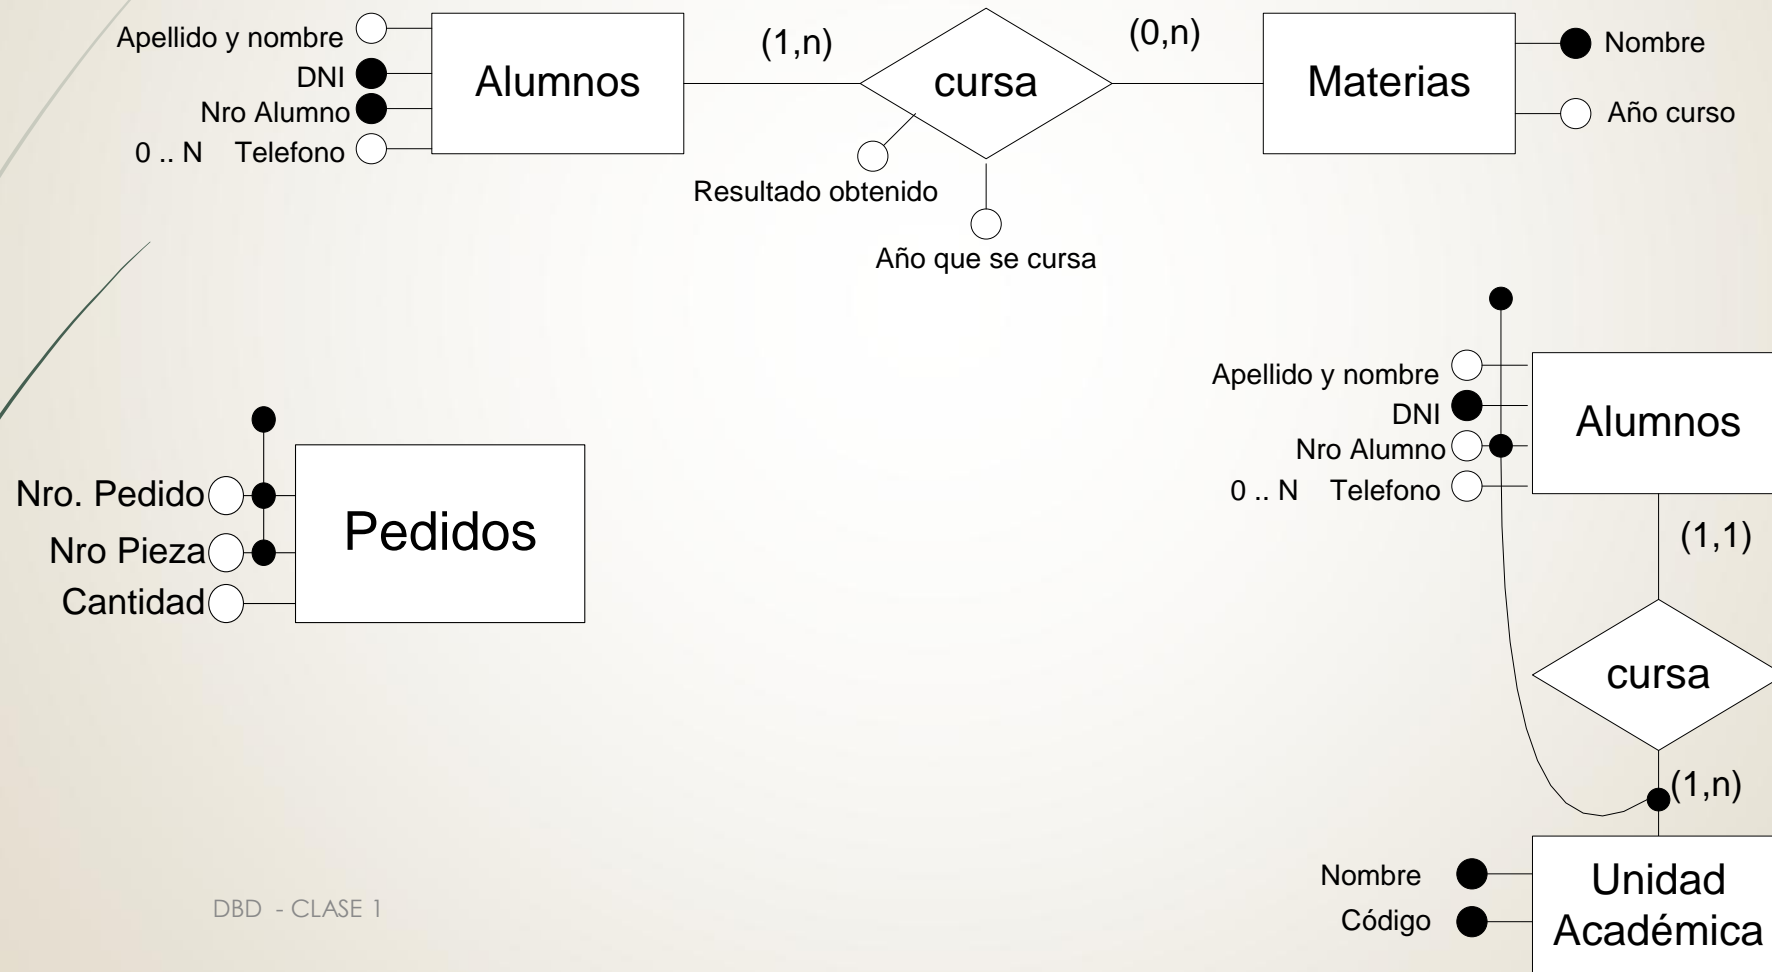 Apellido y nombre
DNI
Nro Alumno
0 .. N Telefono
Alumnos
(1,n)
cursa
(0,n)
Materias
Nombre
Año curso
Resultado obtenido
Año que se cursa
Nro. Pedido
Nro Pieza
Cantidad
Pedidos
Apellido y nombre
DNI
Nro Alumno
0 .. N Telefono
Alumnos
(1,1)
cursa
(1,n)
Nombre
Código
Unidad
Académica
DBD - CLASE 1